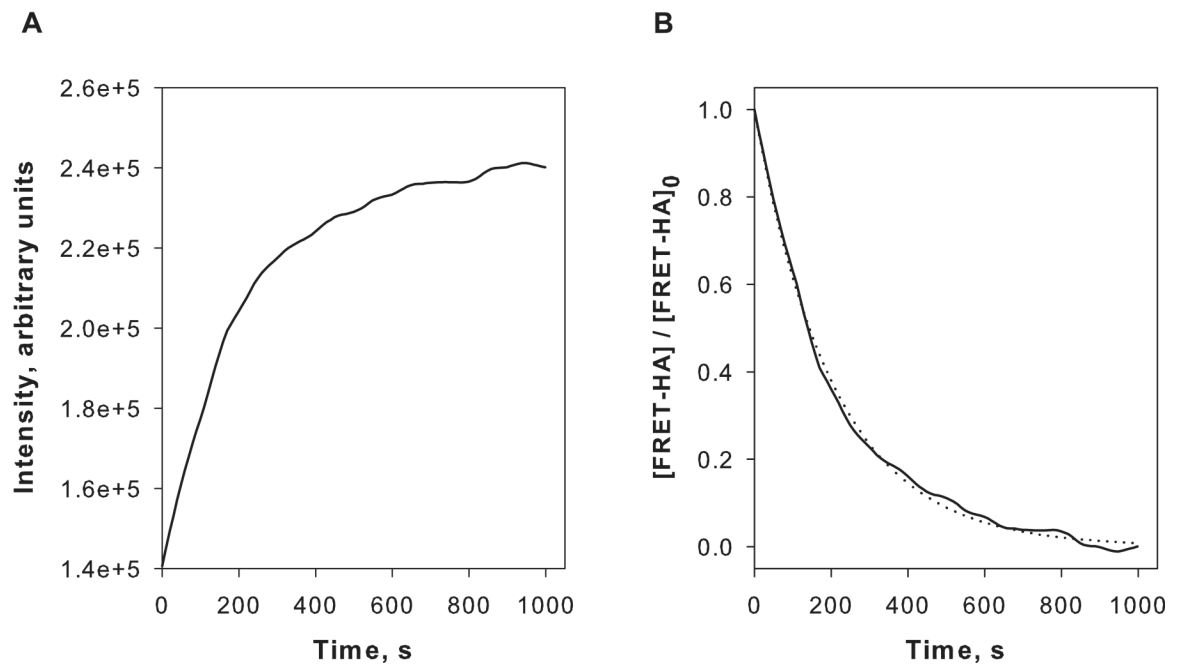 A
B
Intensity, arbitrary units
2.6e+5
2.4e+5
2.2e+5
2.0e+5
1.8e+5
1.6e+5
1.4e+5
0
200
400
600
800
1000
Time, s
[FRET-HA] / [FRET-HA]0
1.0
0.8
0.6
0.4
0.2
0.0
0
200
400
600
800
1000
Time, s